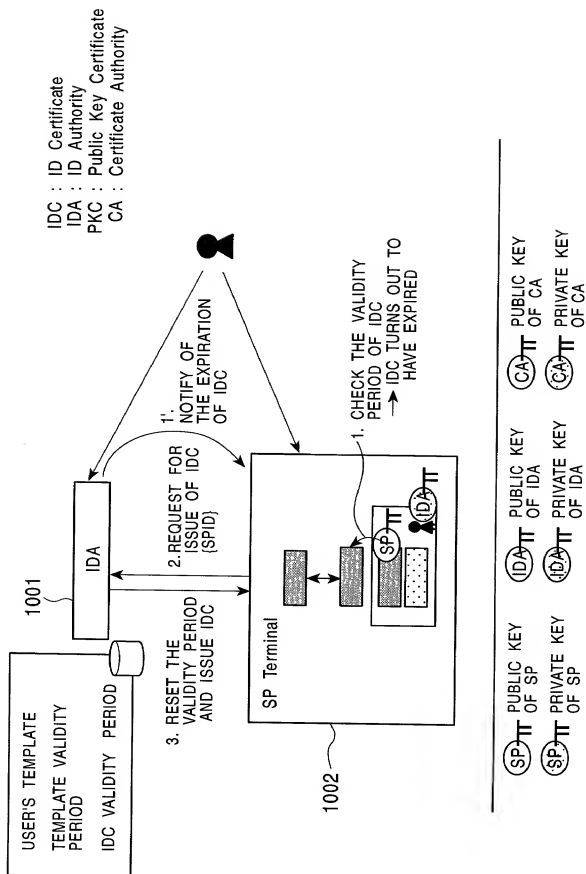 IDC : ID Certificate
IDA : ID Authority
PKC : Public Key Certificate
CA : Certificate Authority
USER'S TEMPLATE
TEMPLATE VALIDITY
PERIOD
IDC VALIDITY PERIOD
1001
IDA
1'.
NOTIFY OF
THE EXPIRATION
OF IDC
2.REQUEST FOR
ISSUE OF IDC
{SPID}
3. RESET THE
VALIDITY PERIOD
AND ISSUE IDC
SP Terminal
1002
SP
IDA
1. CHECK THE VALIDITY
PERIOD OF IDC
→ IDC TURNS OUT TO
HAVE EXPIRED
SP PUBLIC KEY
OF SP
SP PRIVATE KEY
OF SP
IDA PUBLIC KEY
OF IDA
IDA PRIVATE KEY
OF IDA
CA PUBLIC KEY
OF CA
CA PRIVATE KEY
OF CA